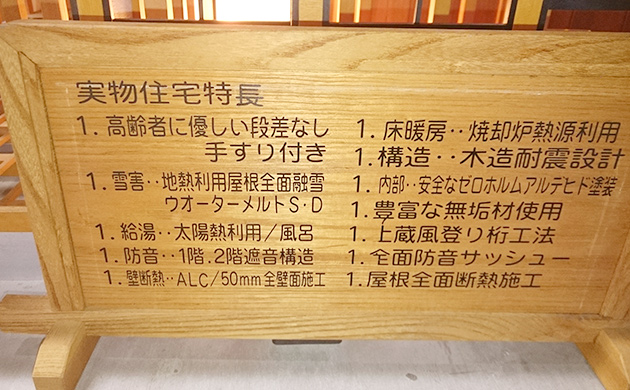 実物住宅特長
1. 高齢者に優しい段差なし
手すり付き
1. 雪害‥地熱利用屋根全面融雪
ウオーターメルトS・D
1. 給湯‥太陽熱利用/風呂
1. 防音‥1階.2階遮音構造
1. 壁断熱‥ALC/50mm全壁面施工
1. 床暖房‥焼却炉熱源利用
1. 構造‥木造耐震設計
1. 内部‥安全なゼロホルムアルデヒド塗装
1. 豊富な無垢材使用
1. 上蔵風登り桁工法
1. 全面防音サッシュー
1. 屋根全面断熱施工